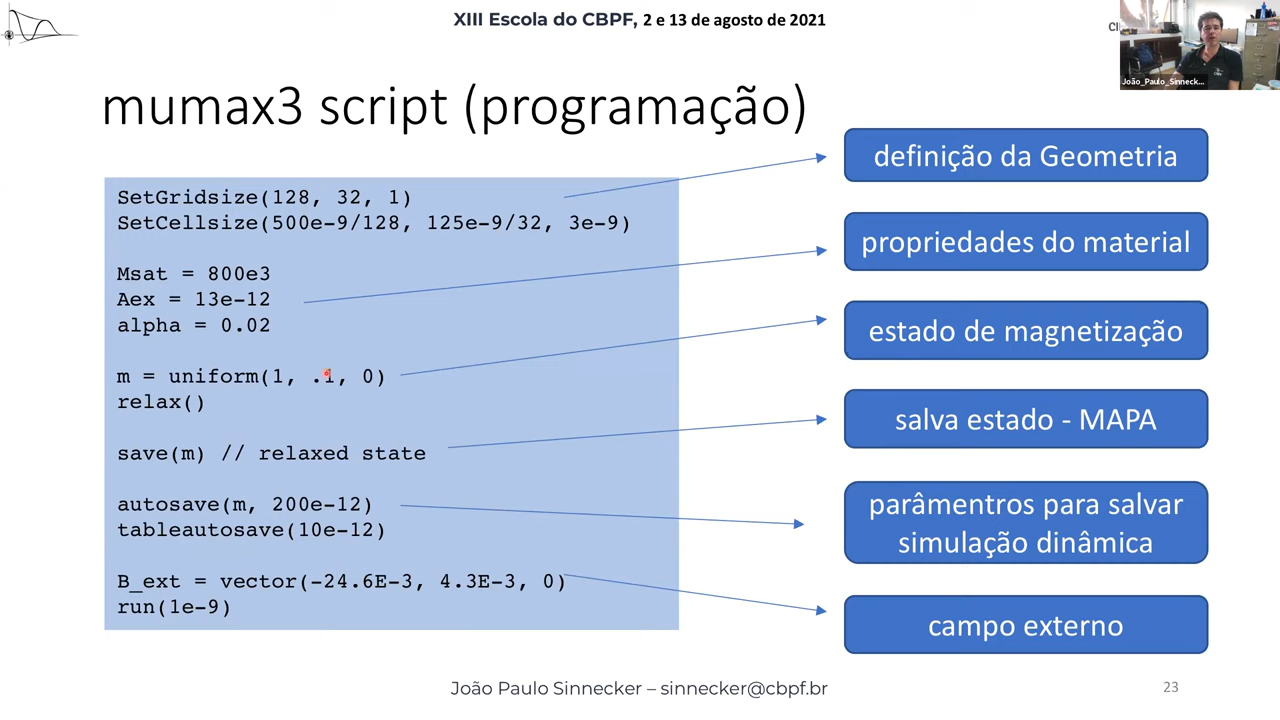 XIII Escola do CBPF, 2 e 13 de agosto de 2021
João_Paulo_Sinneck...
mumax3 script (programação)
SetGridsize(128, 32, 1)
SetCellsize(500e-9/128, 125e-9/32, 3e-9)
Msat = 800e3
Aex = 13e-12
alpha = 0.02
m = uniform(1, .1, 0)
relax()
save(m) // relaxed state
autosave(m, 200e-12)
tableautosave(10e-12)
B_ext = vector(-24.6E-3, 4.3E-3, 0)
run(1e-9)
definição da Geometria
propriedades do material
estado de magnetização
salva estado - MAPA
parâmentros para salvar
simulação dinâmica
campo externo
João Paulo Sinnecker – sinnecker@cbpf.br
23